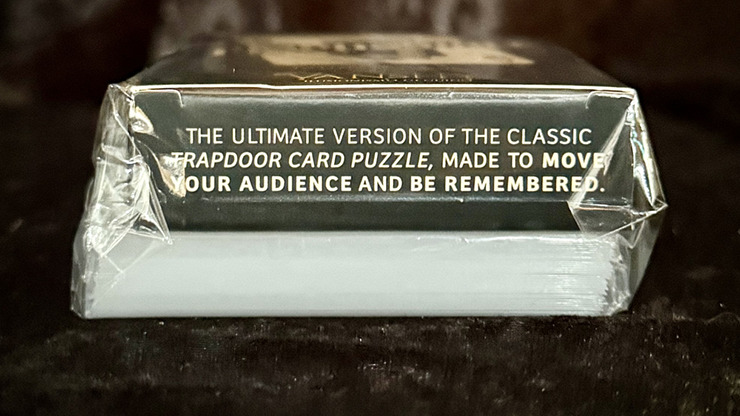 THE ULTIMATE VERSION OF THE CLASSIC
TRAPDOOR CARD PUZZLE, MADE TO MOVE
YOUR AUDIENCE AND BE REMEMBERED.